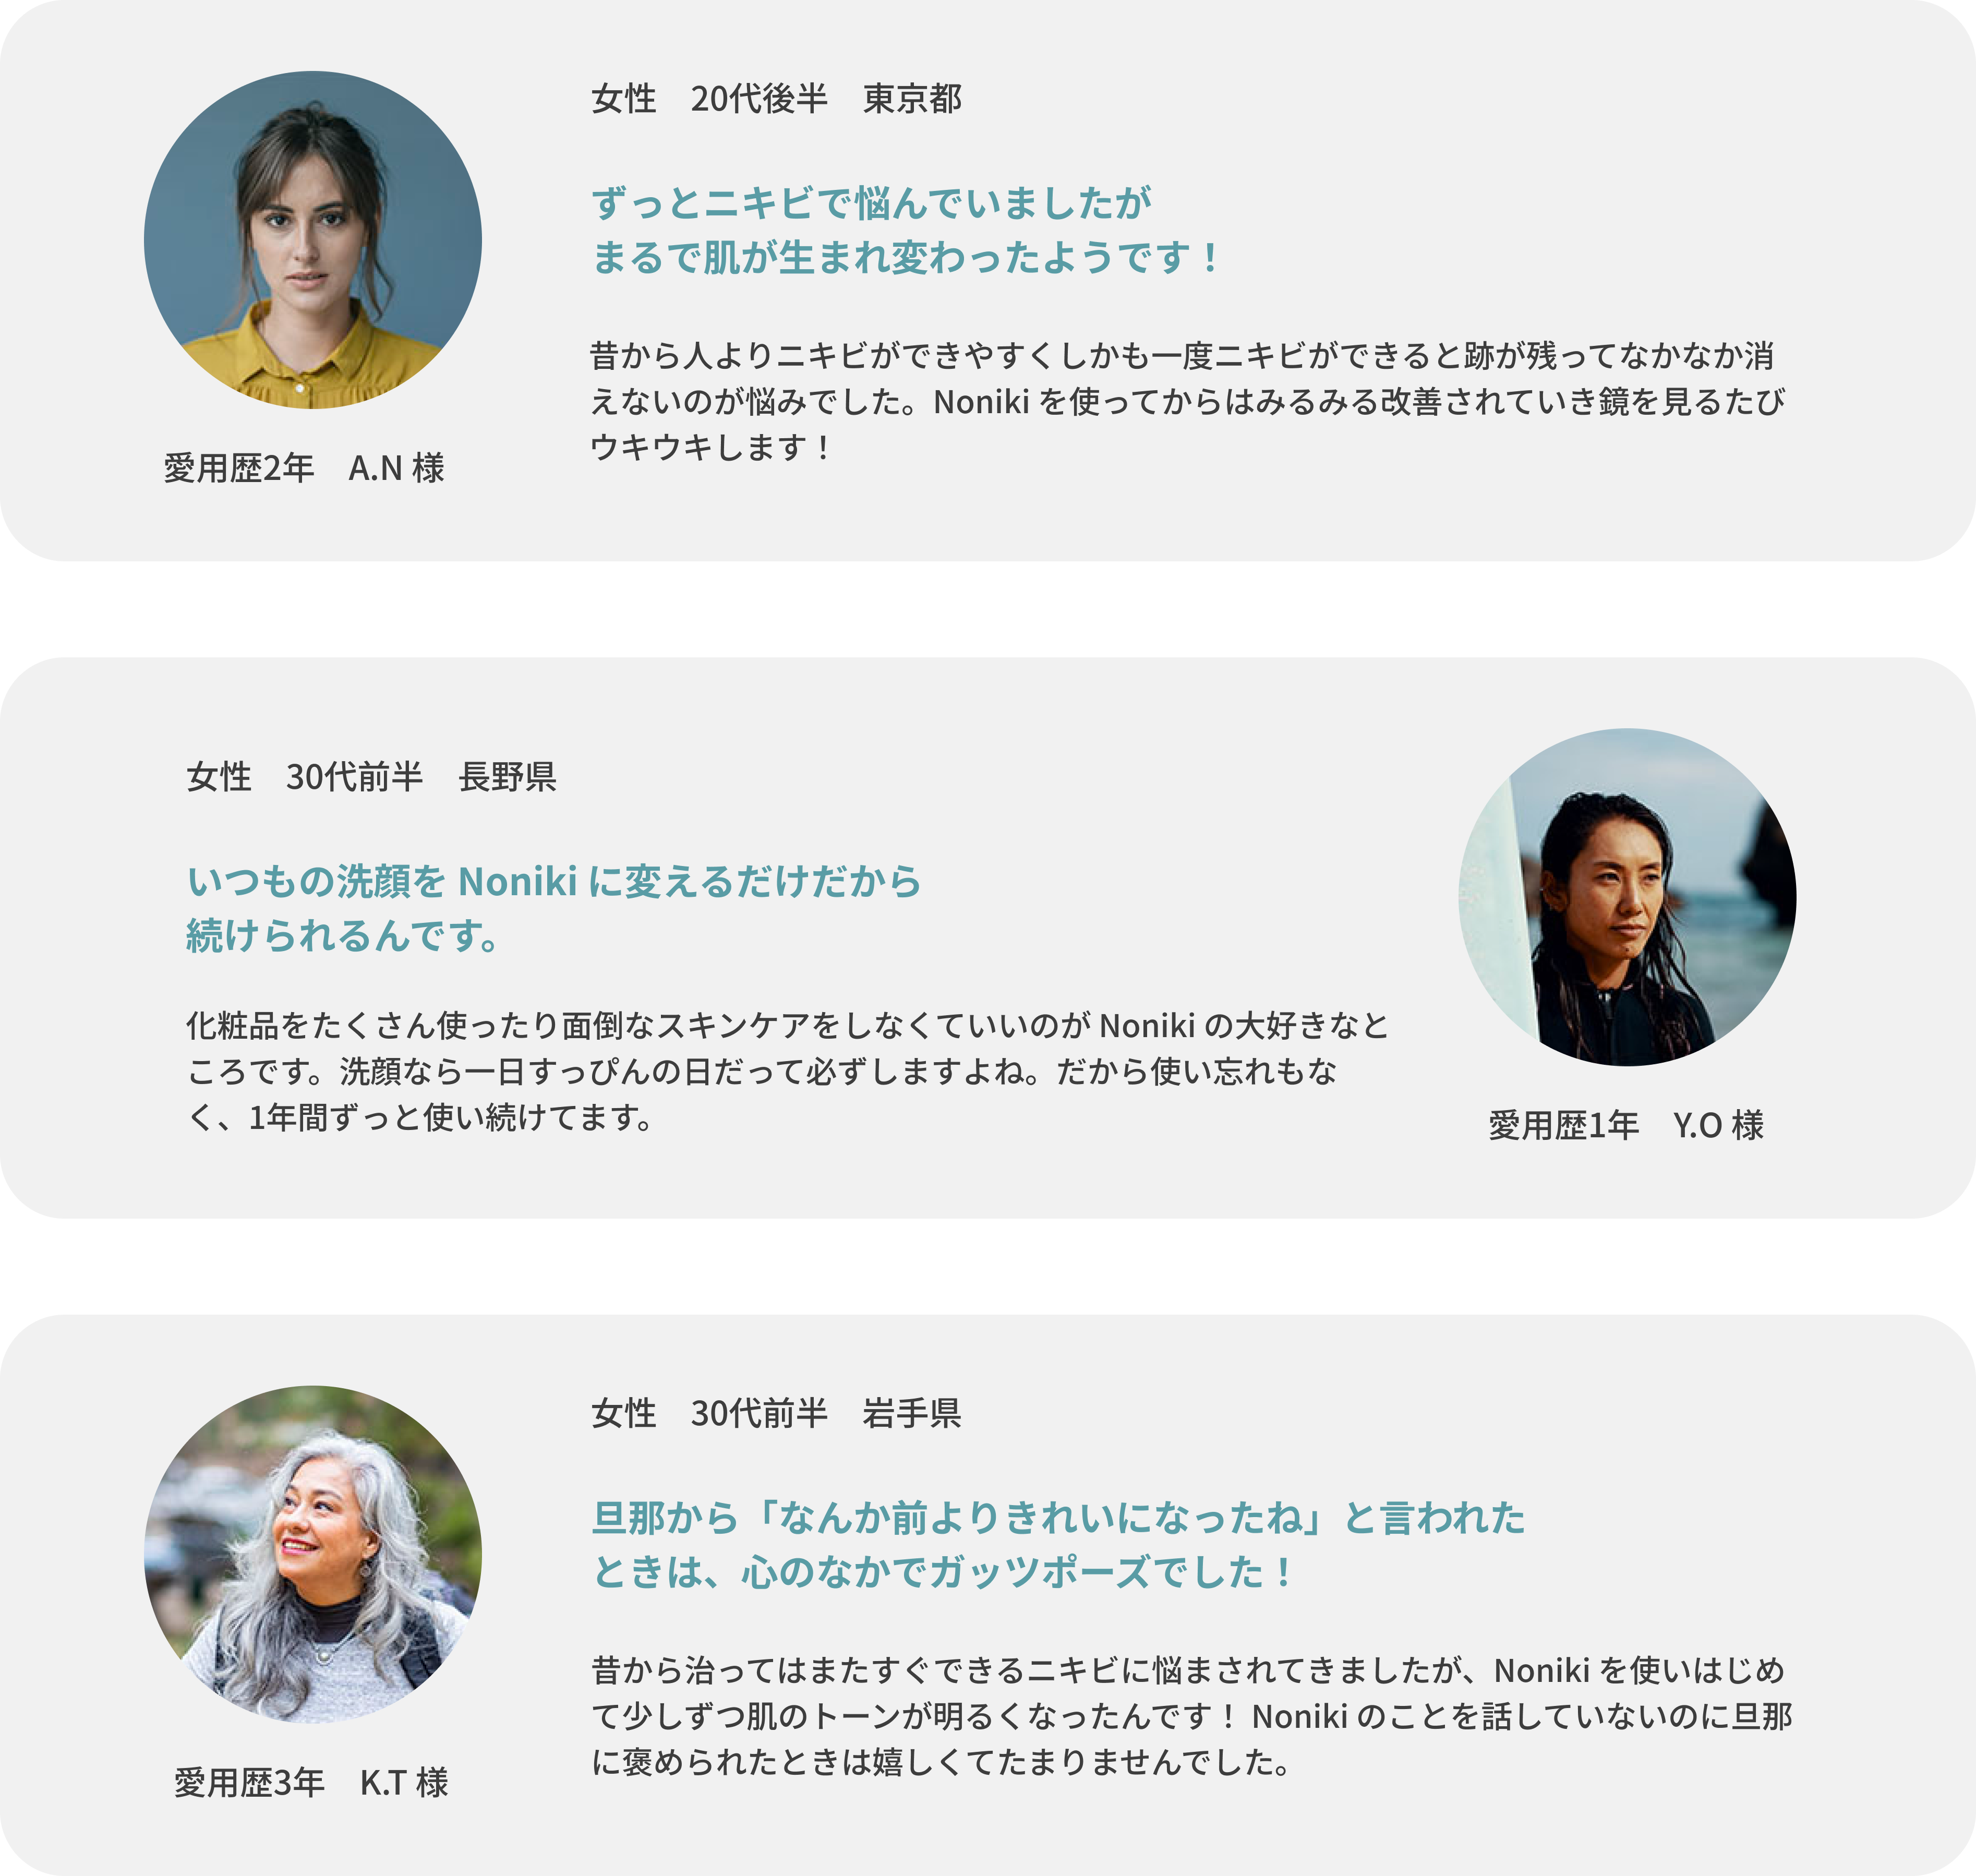 女性　20代後半　東京都
ずっとニキビで悩んでいましたが
まるで肌が生まれ変わったようです！
昔から人よりニキビができやすくしかも一度ニキビができると跡が残ってなかなか消
えないのが悩みでした。Noniki を使ってからはみるみる改善されていき鏡を見るたび
ウキウキします！
愛用歴2年　A.N 様
女性　30代前半　長野県
いつもの洗顔を Noniki に変えるだけだから
続けられるんです。
化粧品をたくさん使ったり面倒なスキンケアをしなくていいのが Noniki の大好きなと
ころです。洗顔なら一日すっぴんの日だって必ずしますよね。だから使い忘れもな
く、1年間ずっと使い続けてます。
愛用歴1年　Y.O 様
女性　30代前半　岩手県
旦那から「なんか前よりきれいになったね」と言われた
ときは、心のなかでガッツポーズでした！
昔から治ってはまたすぐできるニキビに悩まされてきましたが、Noniki を使いはじめ
て少しずつ肌のトーンが明るくなったんです！ Noniki のことを話していないのに旦那
に褒められたときは嬉しくてたまりませんでした。
愛用歴3年　K.T 様